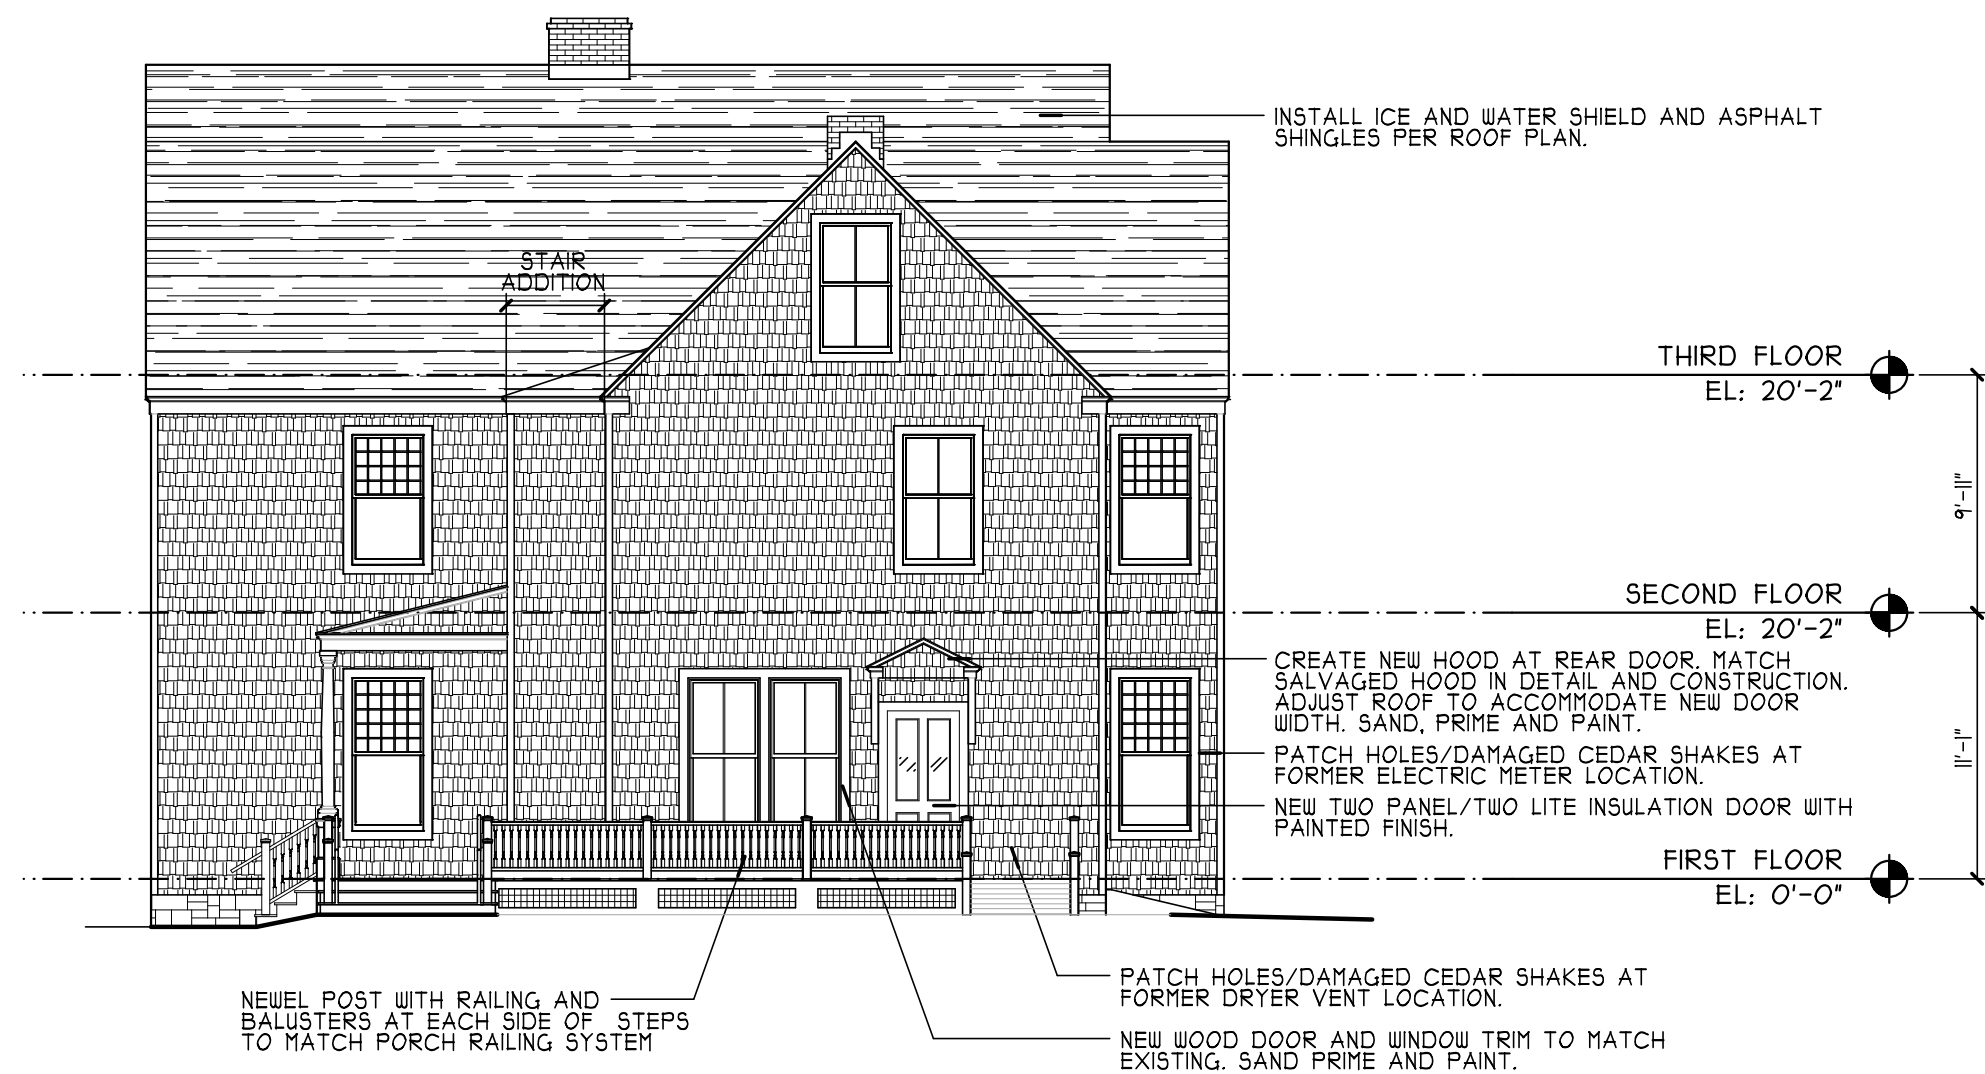 INSTALL ICE AND WATER SHIELD AND ASPHALT
SHINGLES PER ROOF PLAN.
STAIR
ADDITION
THIRD FLOOR
EL: 20'-2"
9'-11"
SECOND FLOOR
EL: 20'-2"
CREATE NEW HOOD AT REAR DOOR. MATCH
SALVAGED HOOD IN DETAIL AND CONSTRUCTION.
ADJUST ROOF TO ACCOMMODATE NEW DOOR
WIDTH. SAND, PRIME AND PAINT.
11'-1"
PATCH HOLES/DAMAGED CEDAR SHAKES AT
FORMER ELECTRIC METER LOCATION.
NEW TWO PANEL/TWO LITE INSULATION DOOR WITH
PAINTED FINISH.
FIRST FLOOR
EL: 0'-0"
PATCH HOLES/DAMAGED CEDAR SHAKES AT
FORMER DRYER VENT LOCATION.
NEWEL POST WITH RAILING AND
BALUSTERS AT EACH SIDE OF STEPS
TO MATCH PORCH RAILING SYSTEM
NEW WOOD DOOR AND WINDOW TRIM TO MATCH
EXISTING. SAND PRIME AND PAINT.